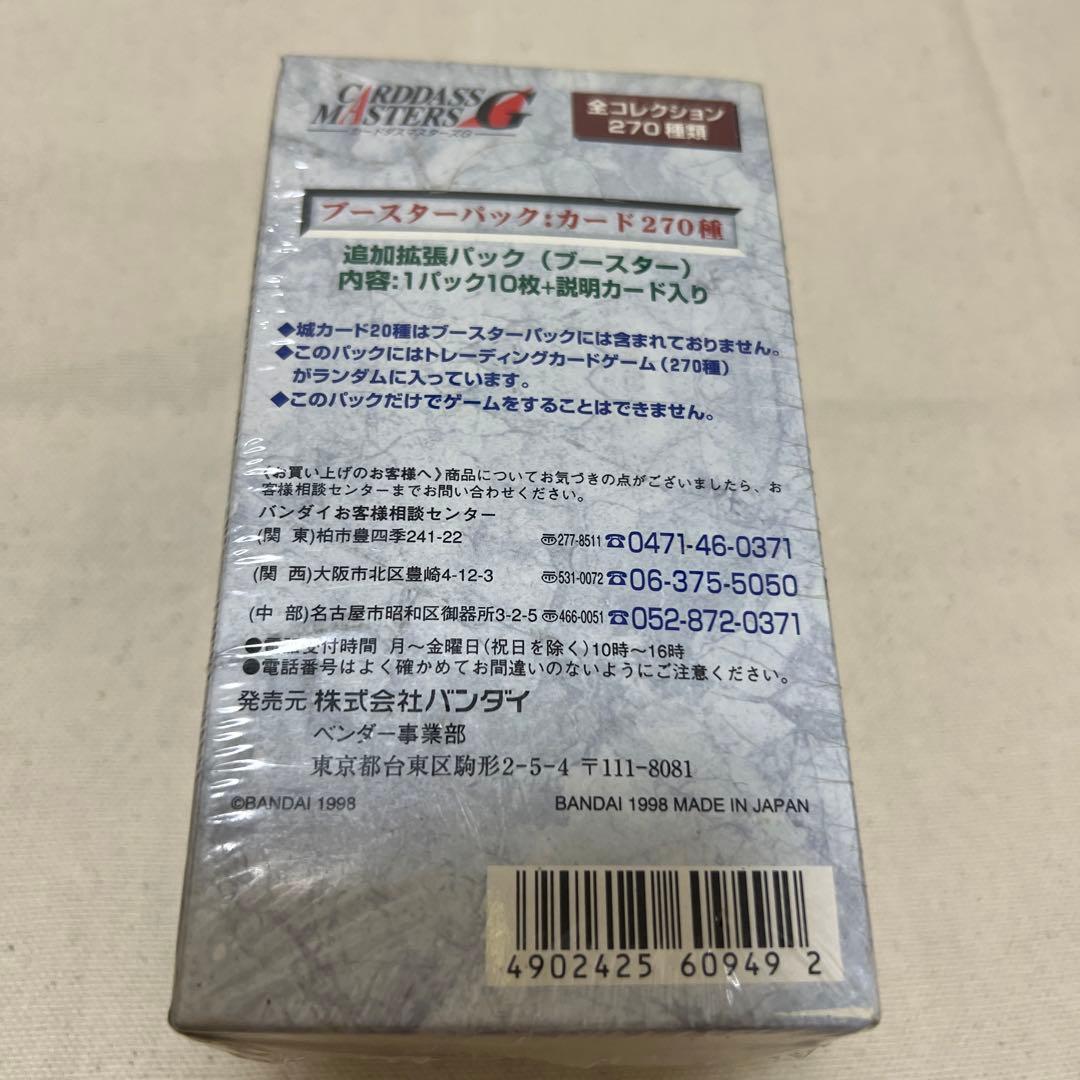 CARDDASS
MASTERS G
カードダスマスターズG
全コレクション
270種類
ブースターパック:カード270種
追加拡張パック（ブースター）
内容:1パック10枚+説明カード入り
◆城カード20種はブースターパックには含まれておりません。
◆このパックにはトレーディングカードゲーム（270種）
がランダムに入っています。
◆このパックだけでゲームをすることはできません。
《お買い上げのお客様へ》商品についてお気づきの点がございましたら、お
客様相談センターまでお問い合わせください。
バンダイお客様相談センター
(関 東)柏市豊四季241-22 〠277-8511 ☎0471-46-0371
(関 西)大阪市北区豊崎4-12-3 〠531-0072 ☎06-375-5050
(中 部)名古屋市昭和区御器所3-2-5 〠466-0051 ☎052-872-0371
●電話受付時間 月〜金曜日(祝日を除く)10時〜16時
●電話番号はよく確かめてお間違いのないようにご注意ください。
発売元 株式会社バンダイ
ベンダー事業部
東京都台東区駒形2-5-4 〒111-8081
©BANDAI 1998 BANDAI 1998 MADE IN JAPAN
4902425 60949 2